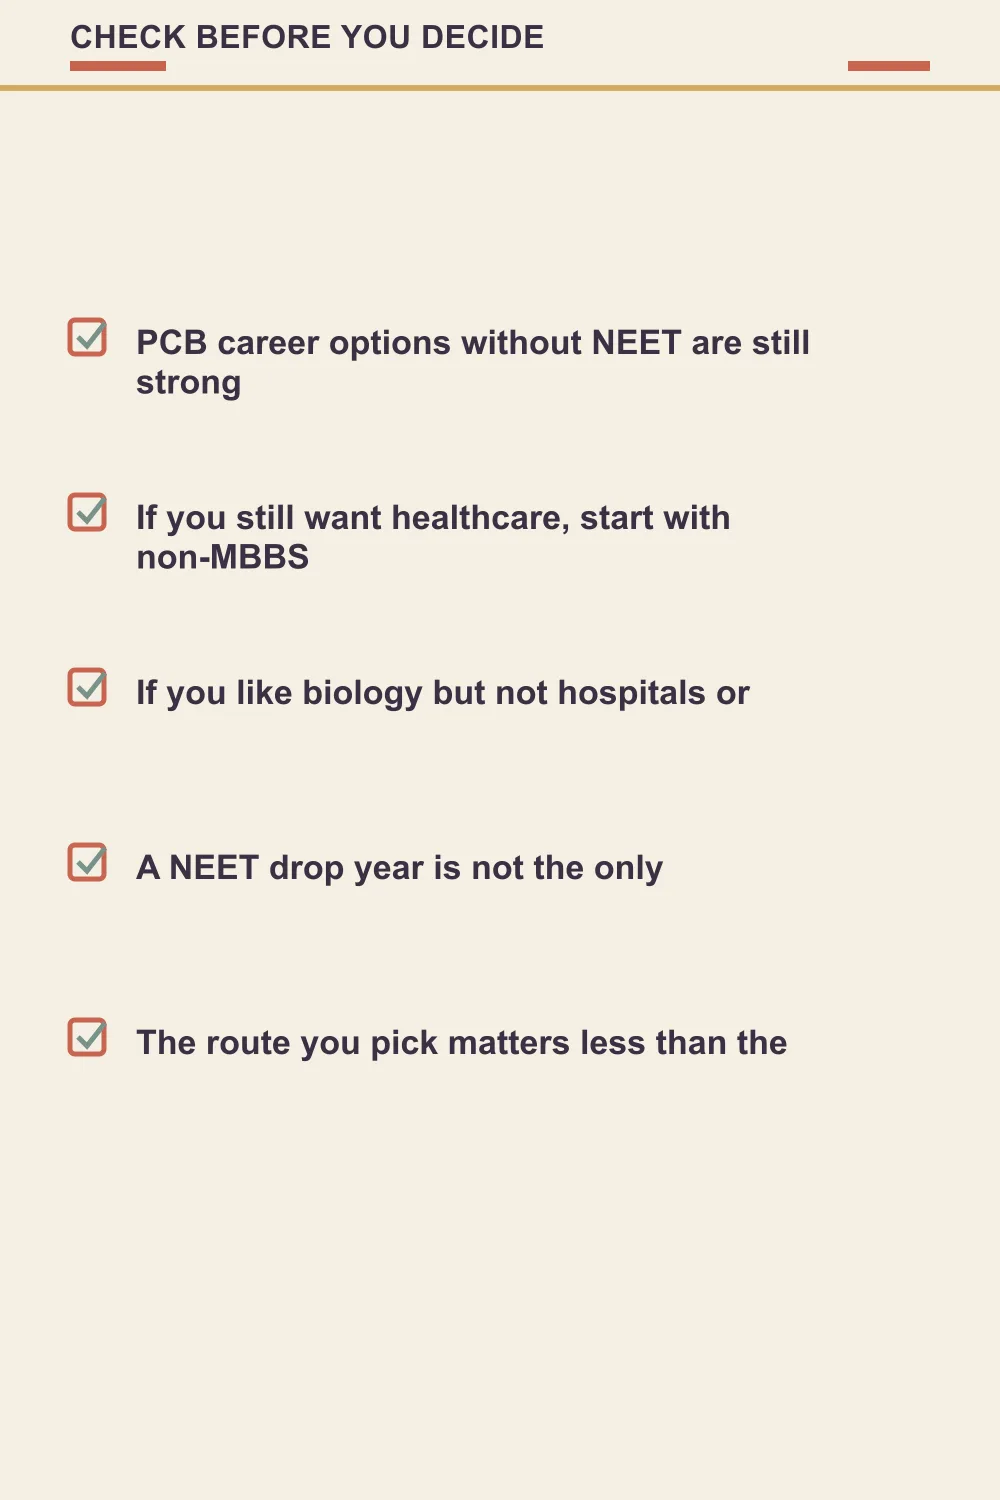 CHECK BEFORE YOU DECIDE
PCB career options without NEET are still
strong
If you still want healthcare, start with
non-MBBS
If you like biology but not hospitals or
A NEET drop year is not the only
The route you pick matters less than the